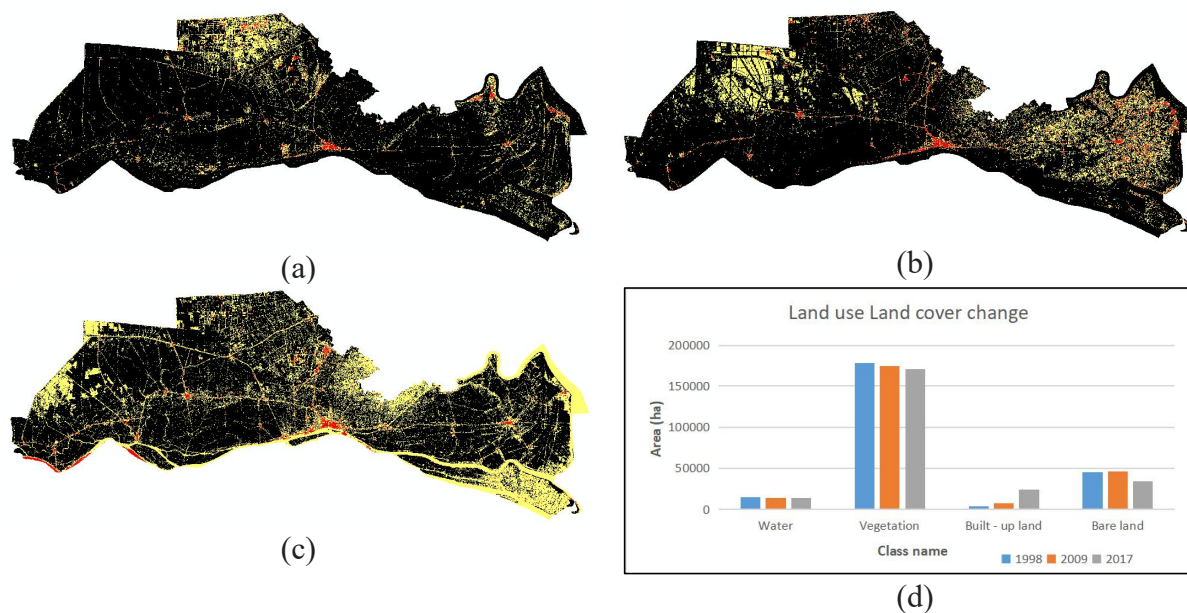 (a)
(b)
(c)
Land use Land cover change
Area (ha)
200000
150000
100000
50000
0
Water
Vegetation
Built - up land
Bare land
Class name
1998
2009
2017
(d)